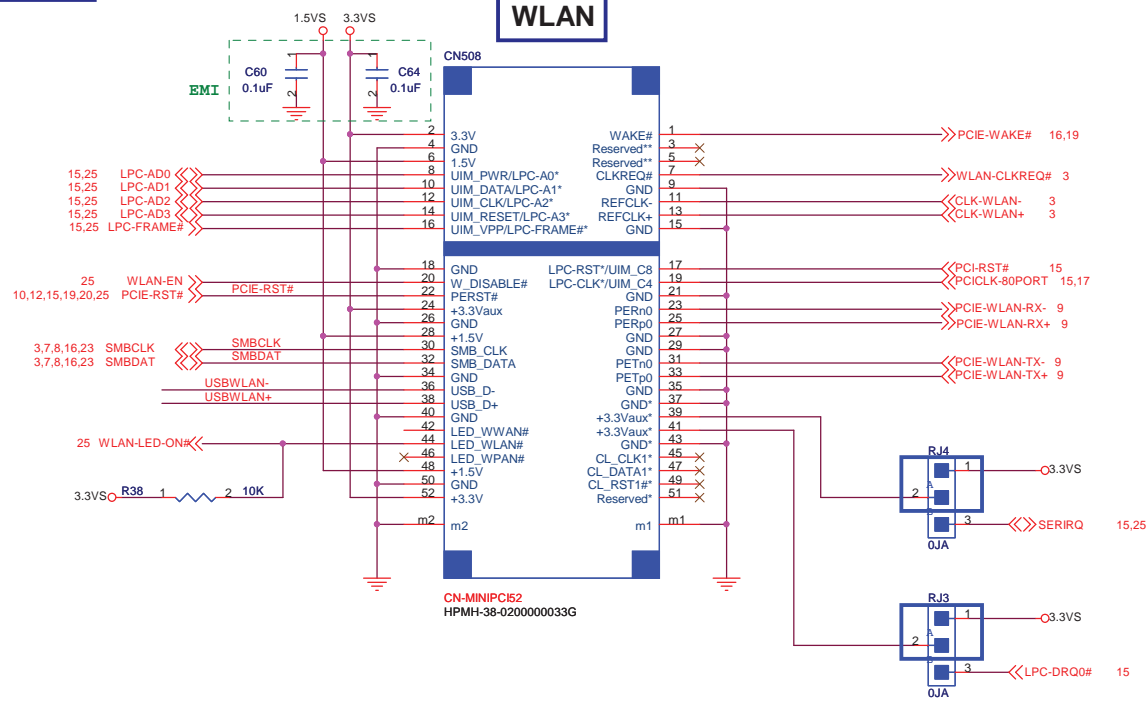 WLAN
1.5VS 3.3VS
CN508
EMI
C60
0.1uF
1
2
C64
0.1uF
1
2
2 3.3V
4 GND
6 1.5V
8 UIM_PWR/LPC-A0*
10 UIM_DATA/LPC-A1*
12 UIM_CLK/LPC-A2*
14 UIM_RESET/LPC-A3*
16 UIM_VPP/LPC-FRAME#*
18 GND
20 W_DISABLE#
22 PERST#
24 +3.3Vaux
26 GND
28 +1.5V
30 SMB_CLK
32 SMB_DATA
34 GND
36 USB_D-
38 USB_D+
40 GND
42 LED_WWAN#
44 LED_WLAN#
46 LED_WPAN#
48 +1.5V
50 GND
52 +3.3V
m2 m2
WAKE# 1
Reserved** 3
Reserved** 5
CLKREQ# 7
GND 9
REFCLK- 11
REFCLK+ 13
GND 15
LPC-RST*/UIM_C8 17
LPC-CLK*/UIM_C4 19
GND 21
PERn0 23
PERp0 25
GND 27
GND 29
PETn0 31
PETp0 33
GND 35
GND* 37
+3.3Vaux* 39
+3.3Vaux* 41
GND* 43
CL_CLK1* 45
CL_DATA1* 47
CL_RST1#* 49
Reserved* 51
m1 m1
15,25 LPC-AD0
15,25 LPC-AD1
15,25 LPC-AD2
15,25 LPC-AD3
15,25 LPC-FRAME#
25 WLAN-EN
10,12,15,19,20,25 PCIE-RST# PCIE-RST#
3,7,8,16,23 SMBCLK SMBCLK
3,7,8,16,23 SMBDAT SMBDAT
USBWLAN-
USBWLAN+
25 WLAN-LED-ON#
3.3VS R38 1 2 10K
PCIE-WAKE# 16,19
WLAN-CLKREQ# 3
CLK-WLAN- 3
CLK-WLAN+ 3
PCI-RST# 15
PCICLK-80PORT 15,17
PCIE-WLAN-RX- 9
PCIE-WLAN-RX+ 9
PCIE-WLAN-TX- 9
PCIE-WLAN-TX+ 9
RJ4
1 3.3VS
A
2
B
3 SERIRQ 15,25
0JA
RJ3
1 3.3VS
A
2
B
3 LPC-DRQ0# 15
0JA
CN-MINIPCI52
HPMH-38-0200000033G